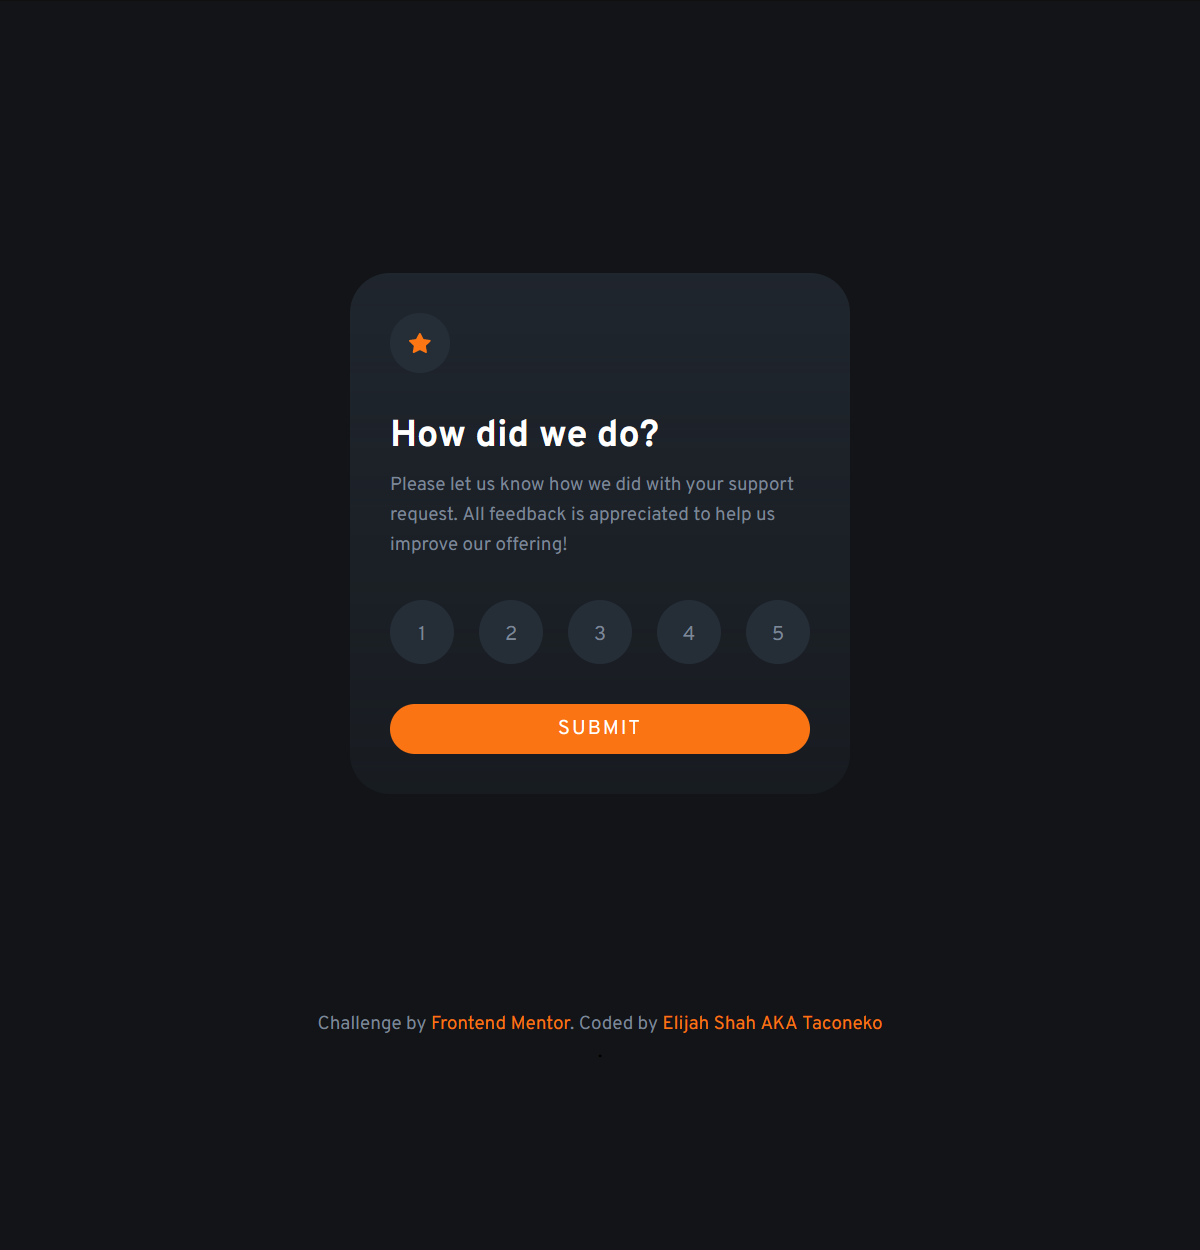 How did we do?
Please let us know how we did with your support
request. All feedback is appreciated to help us
improve our offering!
1 2 3 4 5
SUBMIT
Challenge by Frontend Mentor. Coded by Elijah Shah AKA Taconeko
.